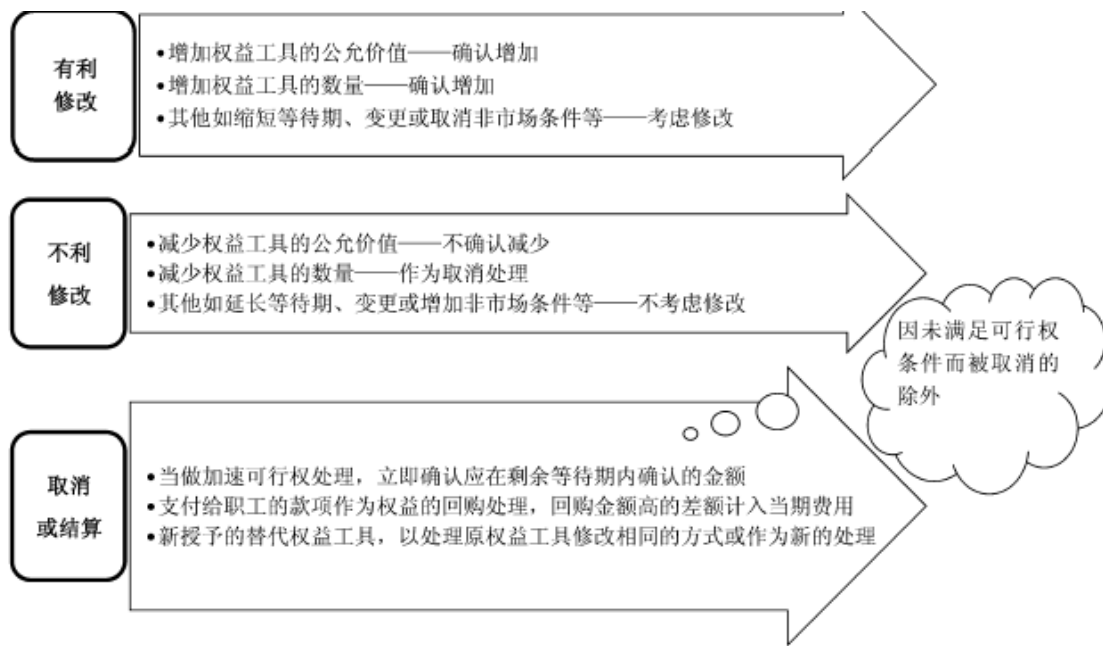 有利
修改
•增加权益工具的公允价值——确认增加
•增加权益工具的数量——确认增加
•其他如缩短等待期、变更或取消非市场条件等——考虑修改
不利
修改
•减少权益工具的公允价值——不确认减少
•减少权益工具的数量——作为取消处理
•其他如延长等待期、变更或增加非市场条件等——不考虑修改
因未满足可行权
条件而被取消的
除外
取消
或结算
•当做加速可行权处理，立即确认应在剩余等待期内确认的金额
•支付给职工的款项作为权益的回购处理，回购金额高的差额计入当期费用
•新授予的替代权益工具，以处理原权益工具修改相同的方式或作为新的处理